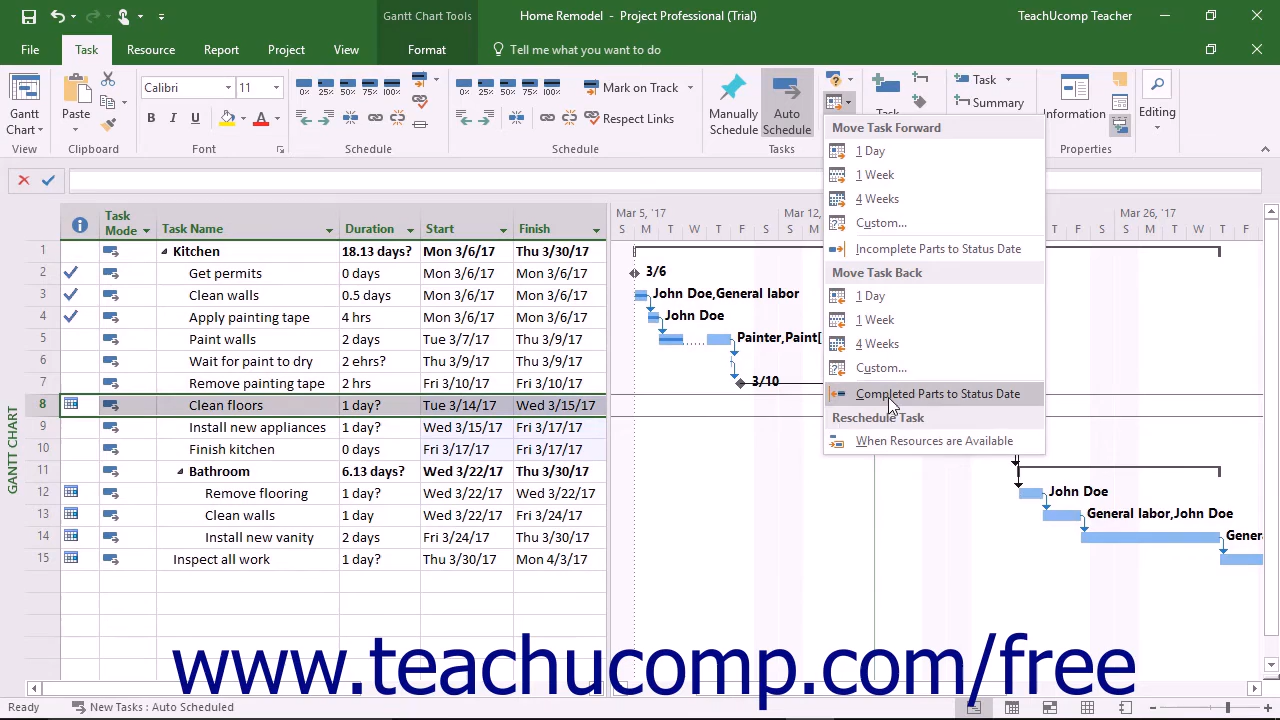 Gantt Chart Tools
Home Remodel - Project Professional (Trial)
TeachUcomp Teacher
File Task Resource Report Project View Format Tell me what you want to do
Gantt Chart
View
Paste
Clipboard
Calibri 11
B I U A
Font
0% 25% 50% 75% 100%
Schedule
0% 25% 50% 75% 100%
Mark on Track
Respect Links
Schedule
Manually Schedule
Auto Schedule
Tasks
Task
Task
Summary
Information
Properties
Editing
Move Task Forward
1 Day
1 Week
4 Weeks
Custom...
Incomplete Parts to Status Date
Move Task Back
1 Day
1 Week
4 Weeks
Custom...
Completed Parts to Status Date
Reschedule Task
When Resources are Available
GANTT CHART
Task Mode Task Name Duration Start Finish
1 Kitchen 18.13 days? Mon 3/6/17 Thu 3/30/17
2 Get permits 0 days Mon 3/6/17 Mon 3/6/17
3 Clean walls 0.5 days Mon 3/6/17 Mon 3/6/17
4 Apply painting tape 4 hrs Mon 3/6/17 Mon 3/6/17
5 Paint walls 2 days Tue 3/7/17 Thu 3/9/17
6 Wait for paint to dry 2 ehrs? Thu 3/9/17 Thu 3/9/17
7 Remove painting tape 2 hrs Fri 3/10/17 Fri 3/10/17
8 Clean floors 1 day? Tue 3/14/17 Wed 3/15/17
9 Install new appliances 1 day? Wed 3/15/17 Fri 3/17/17
10 Finish kitchen 0 days Fri 3/17/17 Fri 3/17/17
11 Bathroom 6.13 days? Wed 3/22/17 Thu 3/30/17
12 Remove flooring 1 day? Wed 3/22/17 Wed 3/22/17
13 Clean walls 1 day Wed 3/22/17 Fri 3/24/17
14 Install new vanity 2 days Fri 3/24/17 Thu 3/30/17
15 Inspect all work 1 day? Thu 3/30/17 Mon 4/3/17
Mar 5, '17 Mar 12, Mar 26, '17
S M T W T F S S M T W T F S S M T W T F
3/6
John Doe,General labor
John Doe
Painter,Paint[
3/10
John Doe
General labor,John Doe
Gener
www.teachucomp.com/free
Ready New Tasks : Auto Scheduled